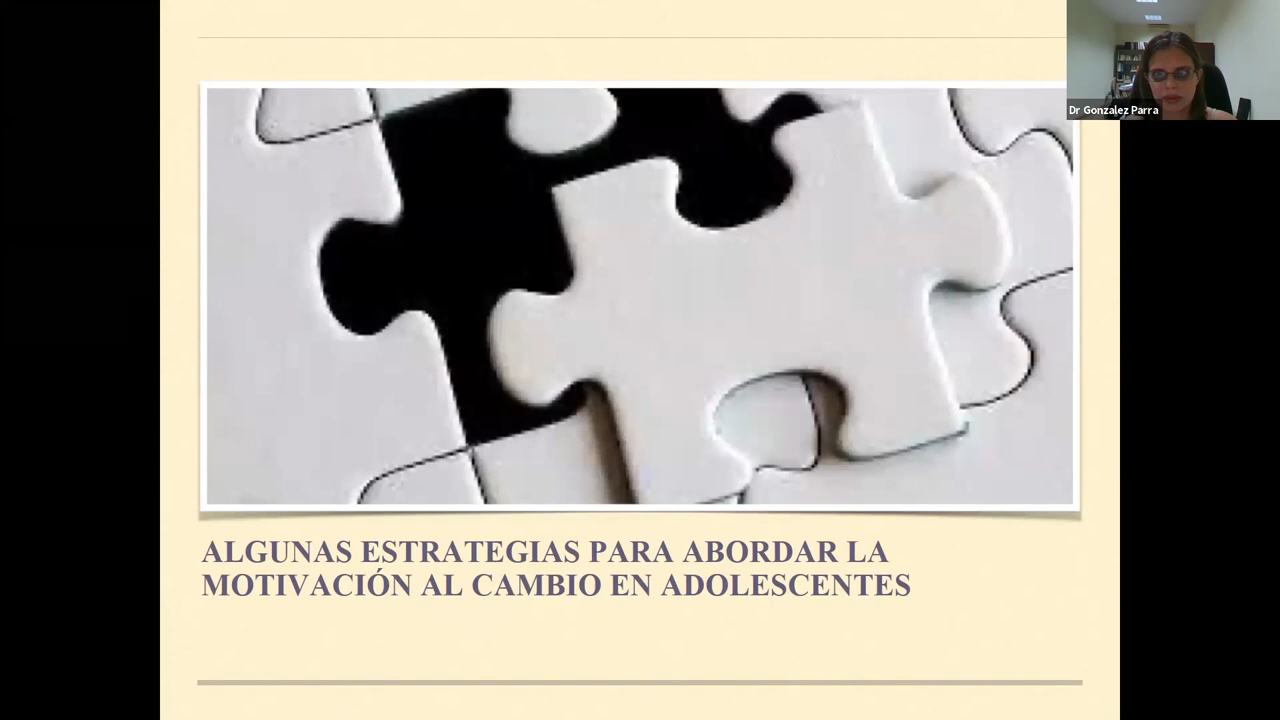 Dr Gonzalez Parra
ALGUNAS ESTRATEGIAS PARA ABORDAR LA
MOTIVACIÓN AL CAMBIO EN ADOLESCENTES